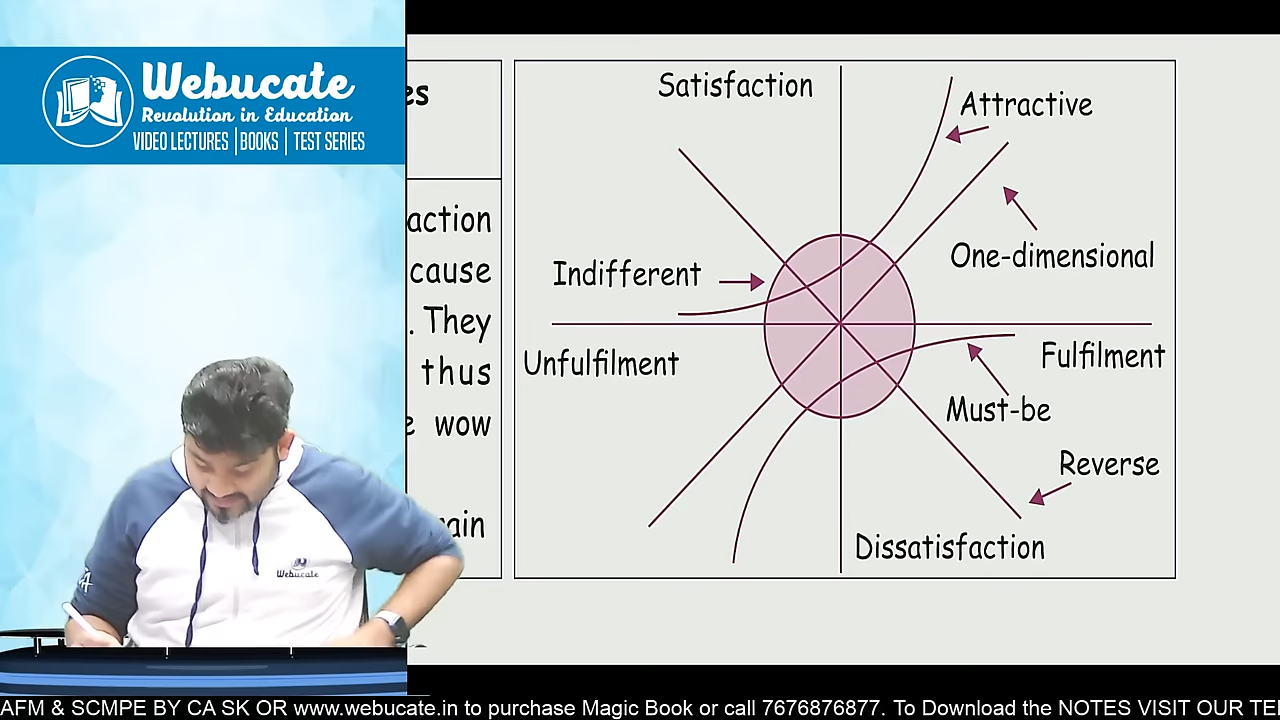 Webucate
Revolution in Education
VIDEO LECTURES | BOOKS | TEST SERIES
es
action
cause
. They
thus
e wow
ain
Satisfaction
Attractive
One-dimensional
Indifferent
Unfulfilment
Fulfilment
Must-be
Reverse
Dissatisfaction
Webucate
AFM & SCMPE BY CA SK OR www.webucate.in to purchase Magic Book or call 7676876877. To Download the NOTES VISIT OUR TEL